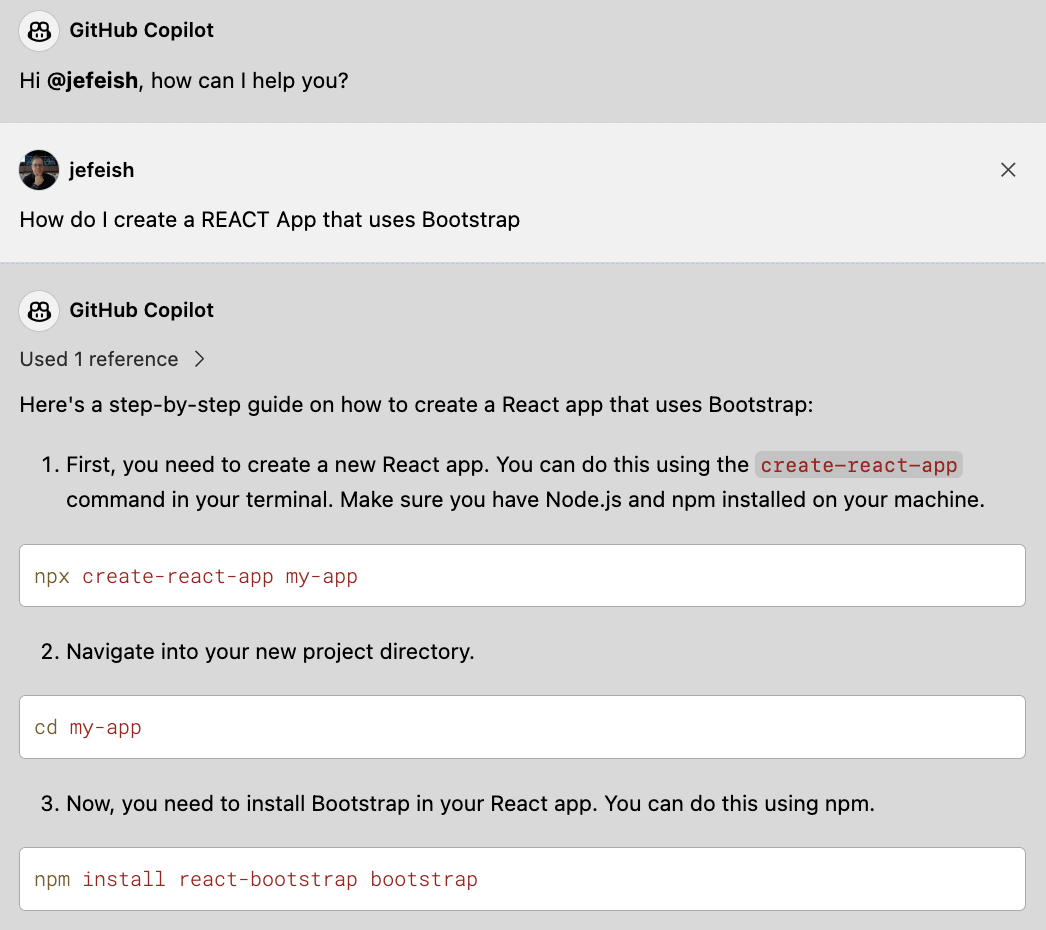 GitHub Copilot
Hi @jefeish, how can I help you?
jefeish
How do I create a REACT App that uses Bootstrap
GitHub Copilot
Used 1 reference
Here's a step-by-step guide on how to create a React app that uses Bootstrap:
1. First, you need to create a new React app. You can do this using the create-react-app
command in your terminal. Make sure you have Node.js and npm installed on your machine.
npx create-react-app my-app
2. Navigate into your new project directory.
cd my-app
3. Now, you need to install Bootstrap in your React app. You can do this using npm.
npm install react-bootstrap bootstrap